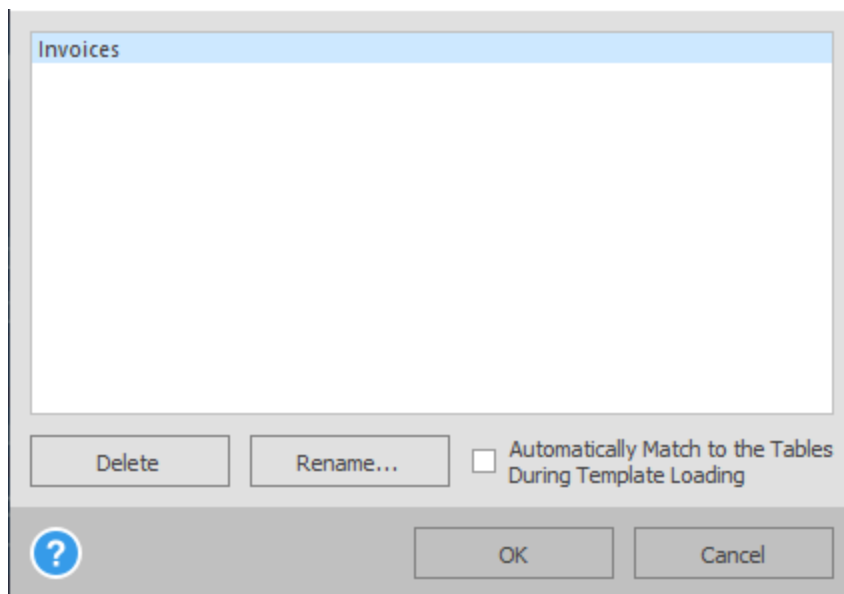 Invoices
Delete
Rename...
Automatically Match to the Tables
During Template Loading
?
OK
Cancel